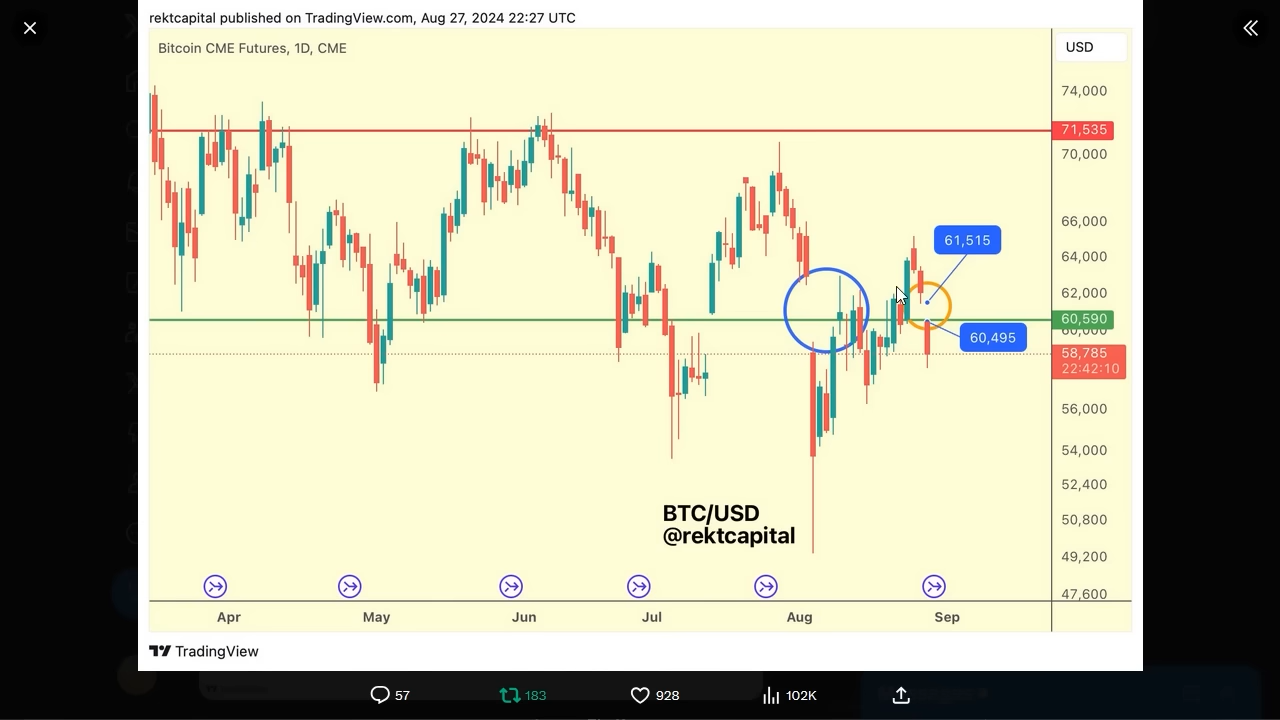 rektcapital published on TradingView.com, Aug 27, 2024 22:27 UTC
Bitcoin CME Futures, 1D, CME
USD
74,000
71,535
70,000
66,000
61,515
64,000
62,000
60,590
60,000
60,495
58,785
22:42:10
56,000
54,000
52,400
BTC/USD
50,800
@rektcapital
49,200
47,600
Apr May Jun Jul Aug Sep
TradingView
57 183 928 102K